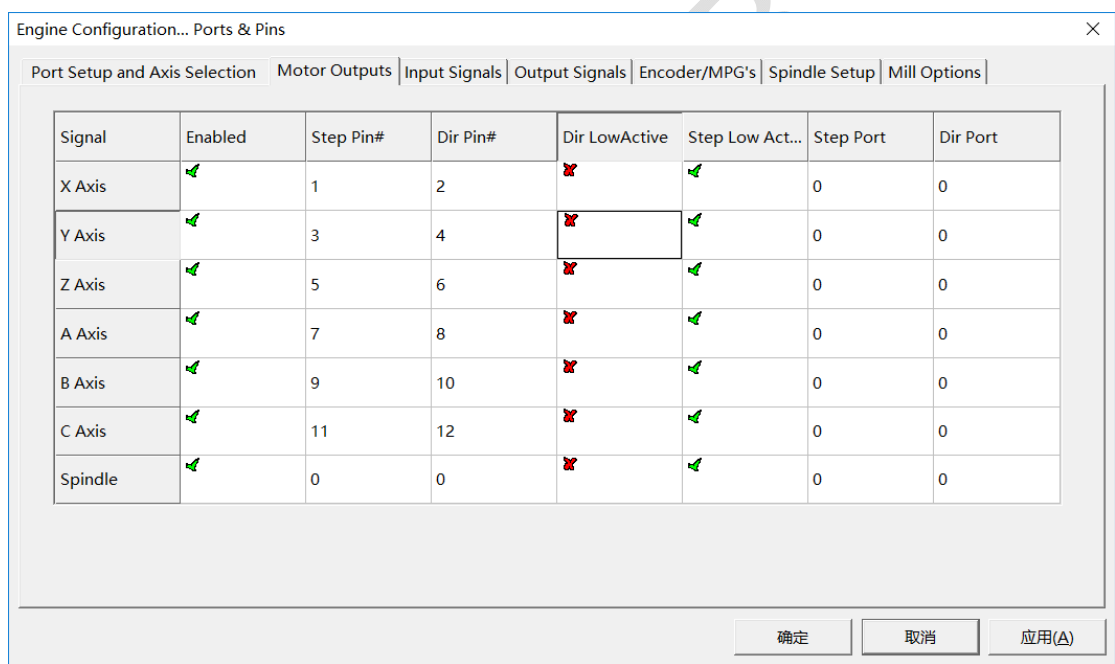 Engine Configuration... Ports & Pins
Port Setup and Axis Selection Motor Outputs Input Signals Output Signals Encoder/MPG's Spindle Setup Mill Options
Signal Enabled Step Pin# Dir Pin# Dir LowActive Step Low Act... Step Port Dir Port
X Axis 1 2 0 0
Y Axis 3 4 0 0
Z Axis 5 6 0 0
A Axis 7 8 0 0
B Axis 9 10 0 0
C Axis 11 12 0 0
Spindle 0 0 0 0
确定 取消 应用(A)